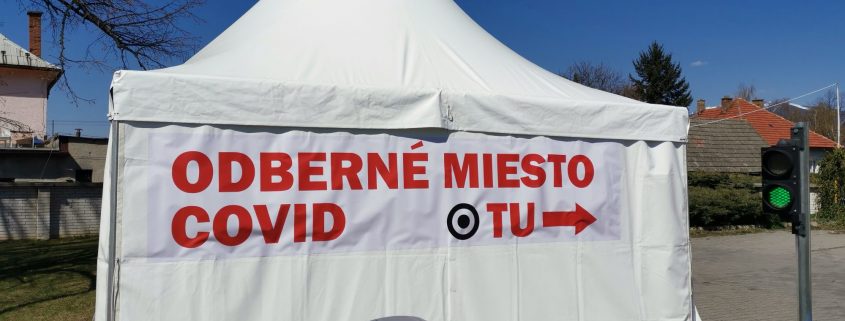 ODBERNÉ MIESTO
COVID TU